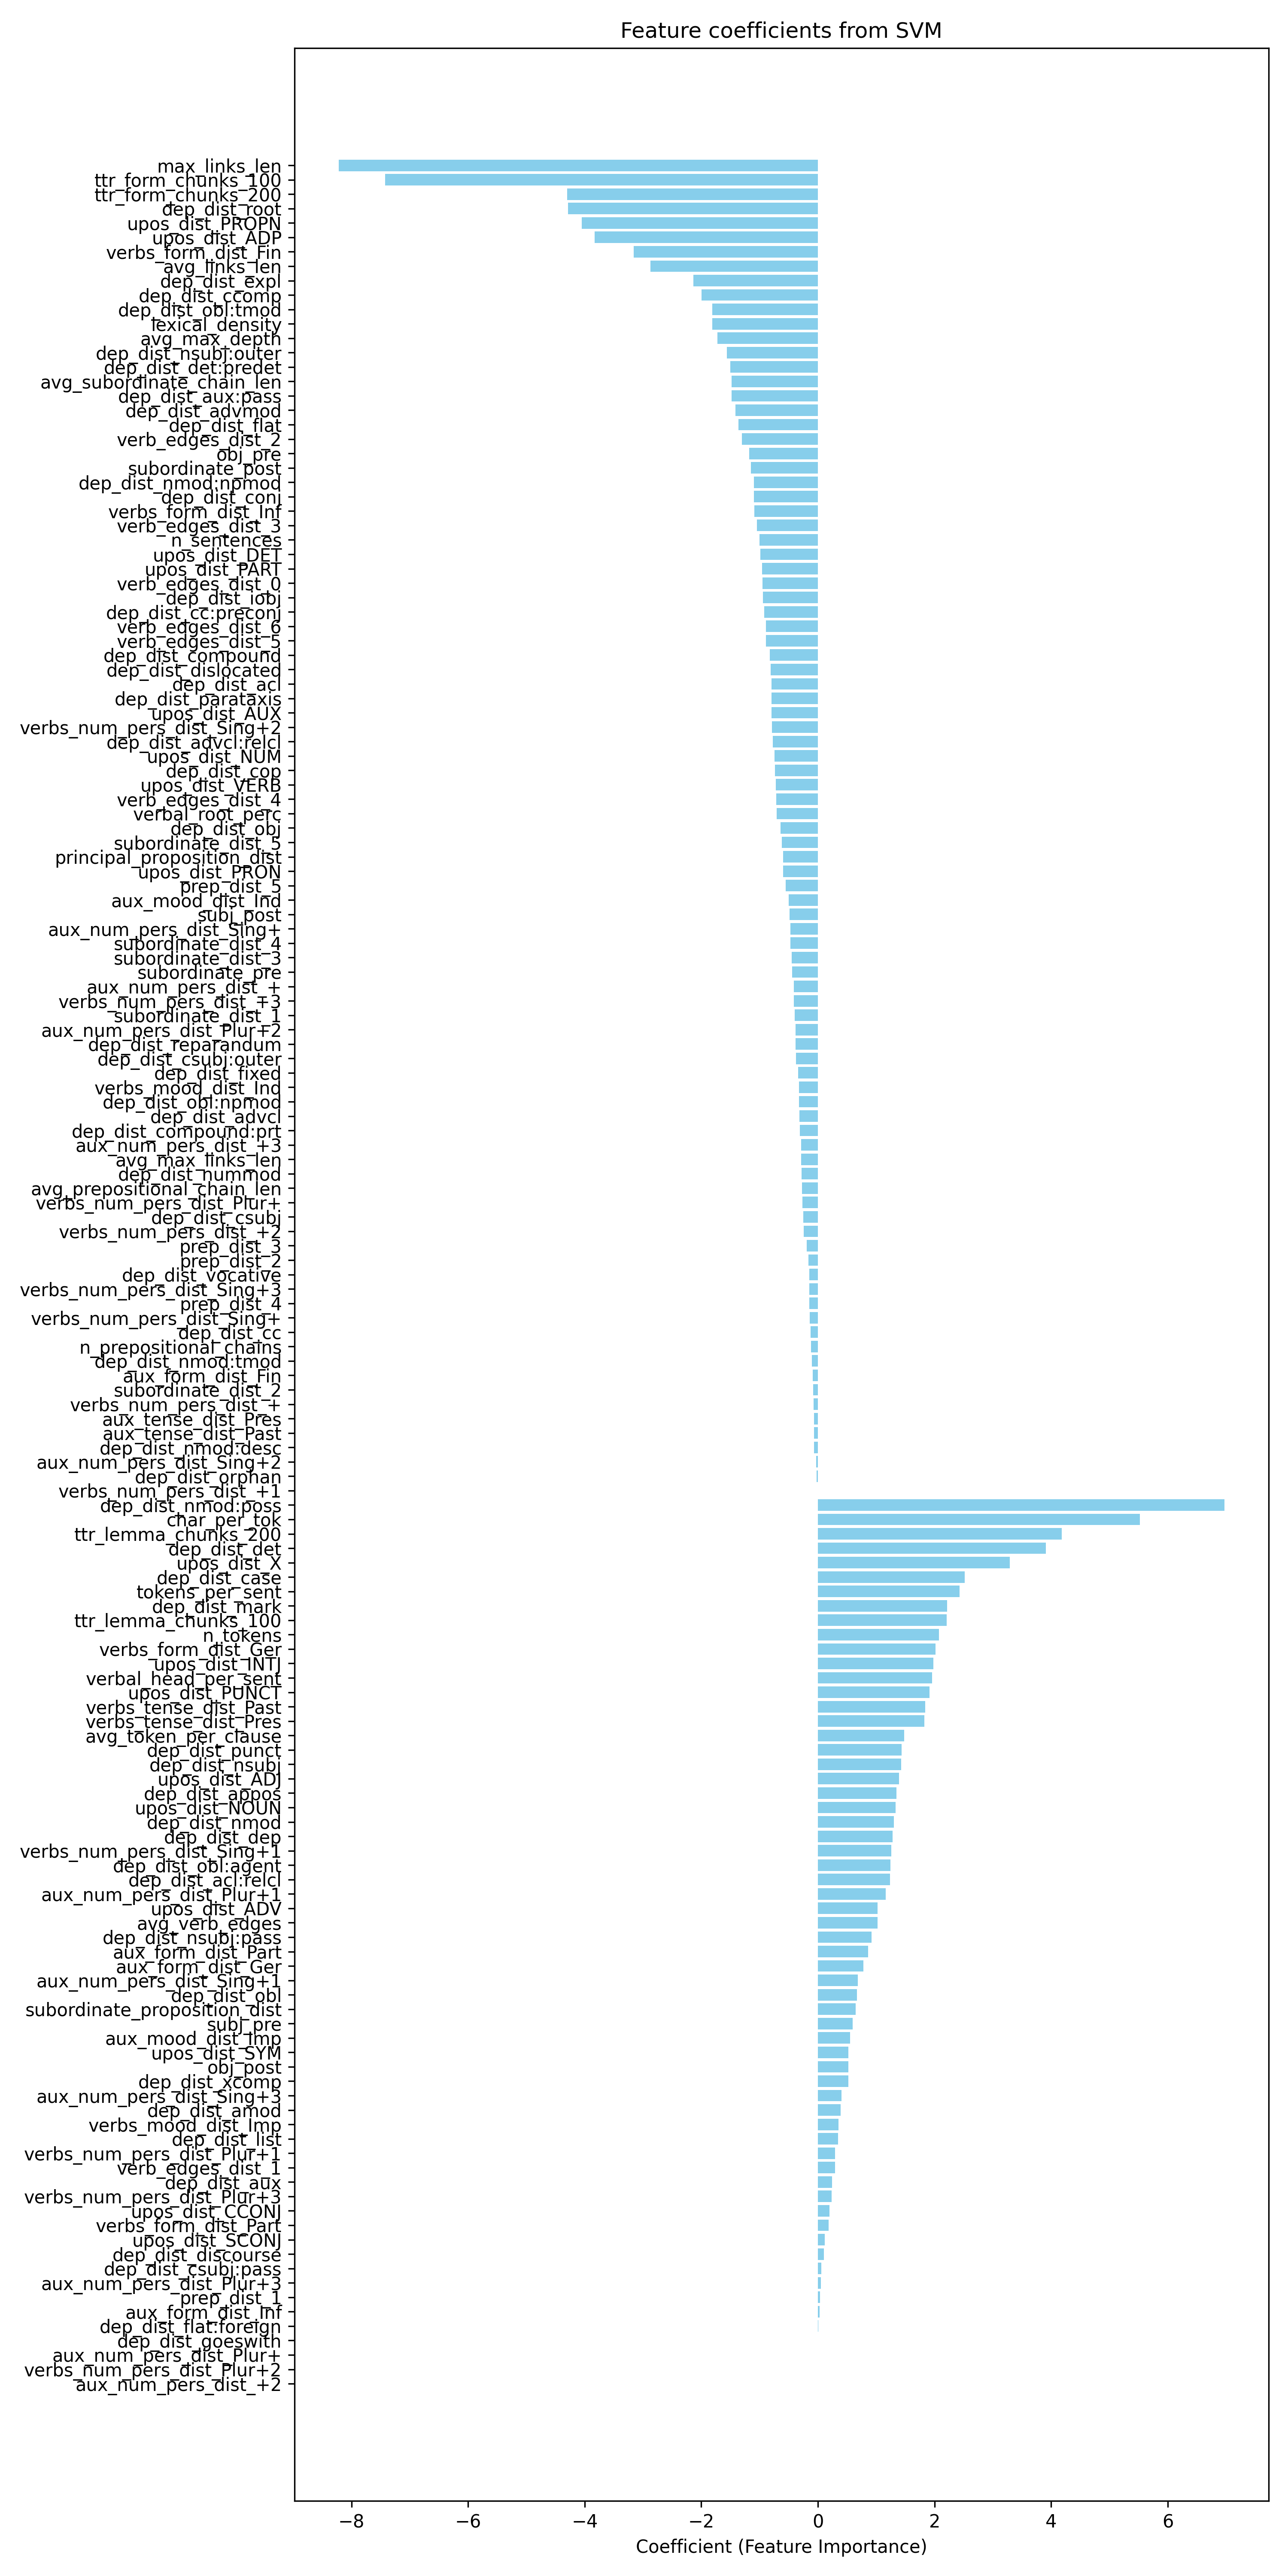 Feature coefficients from SVM
max_links_len
ttr_form_chunks_100
ttr_form_chunks_200
dep_dist_root
upos_dist_PROPN
upos_dist_ADP
verbs_form_dist_Fin
avg_links_len
dep_dist_expl
dep_dist_ccomp
dep_dist_obl:tmod
lexical_density
avg_max_depth
dep_dist_nsubj:outer
dep_dist_det:predet
avg_subordinate_chain_len
dep_dist_aux:pass
dep_dist_advmod
dep_dist_flat
verb_edges_dist_2
obj_pre
subordinate_post
dep_dist_nmod:npmod
dep_dist_conj
verbs_form_dist_Inf
verb_edges_dist_3
n_sentences
upos_dist_DET
upos_dist_PART
verb_edges_dist_0
dep_dist_iobj
dep_dist_cc:preconj
verb_edges_dist_6
verb_edges_dist_5
dep_dist_compound
dep_dist_dislocated
dep_dist_acl
dep_dist_parataxis
upos_dist_AUX
verbs_num_pers_dist_Sing+2
dep_dist_advcl:relcl
upos_dist_NUM
dep_dist_cop
upos_dist_VERB
verb_edges_dist_4
verbal_root_perc
dep_dist_obj
subordinate_dist_5
principal_proposition_dist
upos_dist_PRON
prep_dist_5
aux_mood_dist_Ind
subj_post
aux_num_pers_dist_Sing+
subordinate_dist_4
subordinate_dist_3
subordinate_pre
aux_num_pers_dist_+
verbs_num_pers_dist_+3
subordinate_dist_1
aux_num_pers_dist_Plur+2
dep_dist_reparandum
dep_dist_csubj:outer
dep_dist_fixed
verbs_mood_dist_Ind
dep_dist_obl:npmod
dep_dist_advcl
dep_dist_compound:prt
aux_num_pers_dist_+3
avg_max_links_len
dep_dist_nummod
avg_prepositional_chain_len
verbs_num_pers_dist_Plur+
dep_dist_csubj
verbs_num_pers_dist_+2
prep_dist_3
prep_dist_2
dep_dist_vocative
verbs_num_pers_dist_Sing+3
prep_dist_4
verbs_num_pers_dist_Sing+
dep_dist_cc
n_prepositional_chains
dep_dist_nmod:tmod
aux_form_dist_Fin
subordinate_dist_2
verbs_num_pers_dist_+
aux_tense_dist_Pres
aux_tense_dist_Past
dep_dist_nmod:desc
aux_num_pers_dist_Sing+2
dep_dist_orphan
verbs_num_pers_dist_+1
dep_dist_nmod:poss
char_per_tok
ttr_lemma_chunks_200
dep_dist_det
upos_dist_X
dep_dist_case
tokens_per_sent
dep_dist_mark
ttr_lemma_chunks_100
n_tokens
verbs_form_dist_Ger
upos_dist_INTJ
verbal_head_per_sent
upos_dist_PUNCT
verbs_tense_dist_Past
verbs_tense_dist_Pres
avg_token_per_clause
dep_dist_punct
dep_dist_nsubj
upos_dist_ADJ
dep_dist_appos
upos_dist_NOUN
dep_dist_nmod
dep_dist_dep
verbs_num_pers_dist_Sing+1
dep_dist_obl:agent
dep_dist_acl:relcl
aux_num_pers_dist_Plur+1
upos_dist_ADV
avg_verb_edges
dep_dist_nsubj:pass
aux_form_dist_Part
aux_form_dist_Ger
aux_num_pers_dist_Sing+1
dep_dist_obl
subordinate_proposition_dist
subj_pre
aux_mood_dist_Imp
upos_dist_SYM
obj_post
dep_dist_xcomp
aux_num_pers_dist_Sing+3
dep_dist_amod
verbs_mood_dist_Imp
dep_dist_list
verbs_num_pers_dist_Plur+1
verb_edges_dist_1
dep_dist_aux
verbs_num_pers_dist_Plur+3
upos_dist_CCONJ
verbs_form_dist_Part
upos_dist_SCONJ
dep_dist_discourse
dep_dist_csubj:pass
aux_num_pers_dist_Plur+3
prep_dist_1
aux_form_dist_Inf
dep_dist_flat:foreign
dep_dist_goeswith
aux_num_pers_dist_Plur+
verbs_num_pers_dist_Plur+2
aux_num_pers_dist_+2
−8 −6 −4 −2 0 2 4 6
Coefficient (Feature Importance)